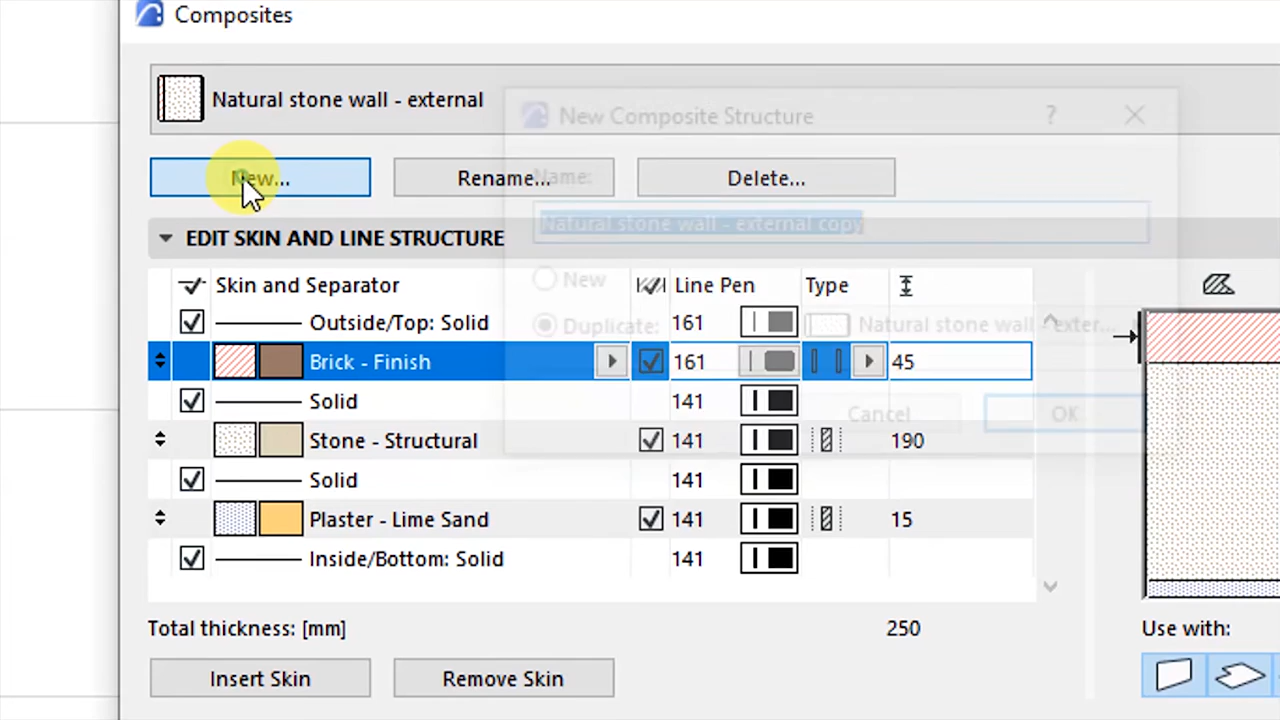 Composites
Natural stone wall - external
New Composite Structure
?
New...
Rename...
Name:
Delete...
Natural stone wall - external copy
EDIT SKIN AND LINE STRUCTURE
New
Skin and Separator
Line Pen
Type
Outside/Top: Solid
161
Duplicate:
Natural stone wall - exter...
Brick - Finish
161
45
Solid
141
Cancel
OK
Stone - Structural
141
190
Solid
141
Plaster - Lime Sand
141
15
Inside/Bottom: Solid
141
Total thickness: [mm]
250
Use with:
Insert Skin
Remove Skin